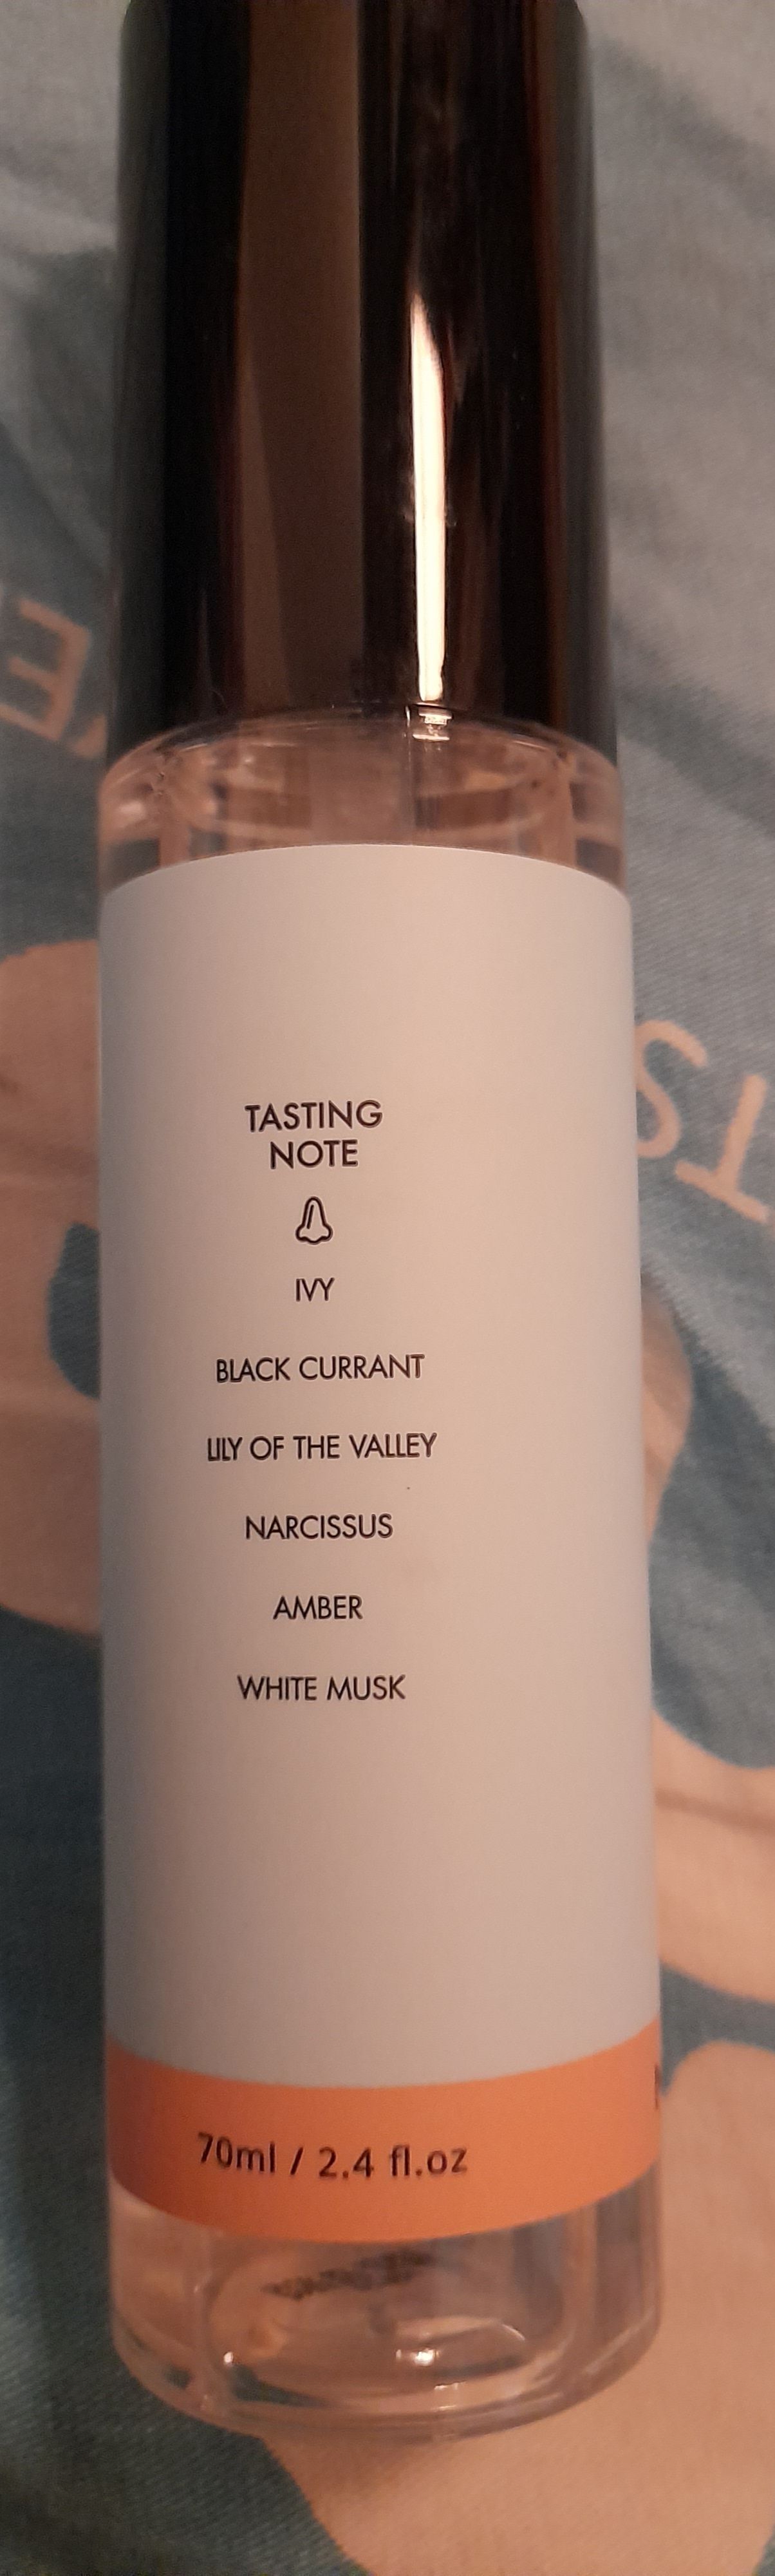 TASTING
NOTE
IVY
BLACK CURRANT
LILY OF THE VALLEY
NARCISSUS
AMBER
WHITE MUSK
70ml / 2.4 fl.oz